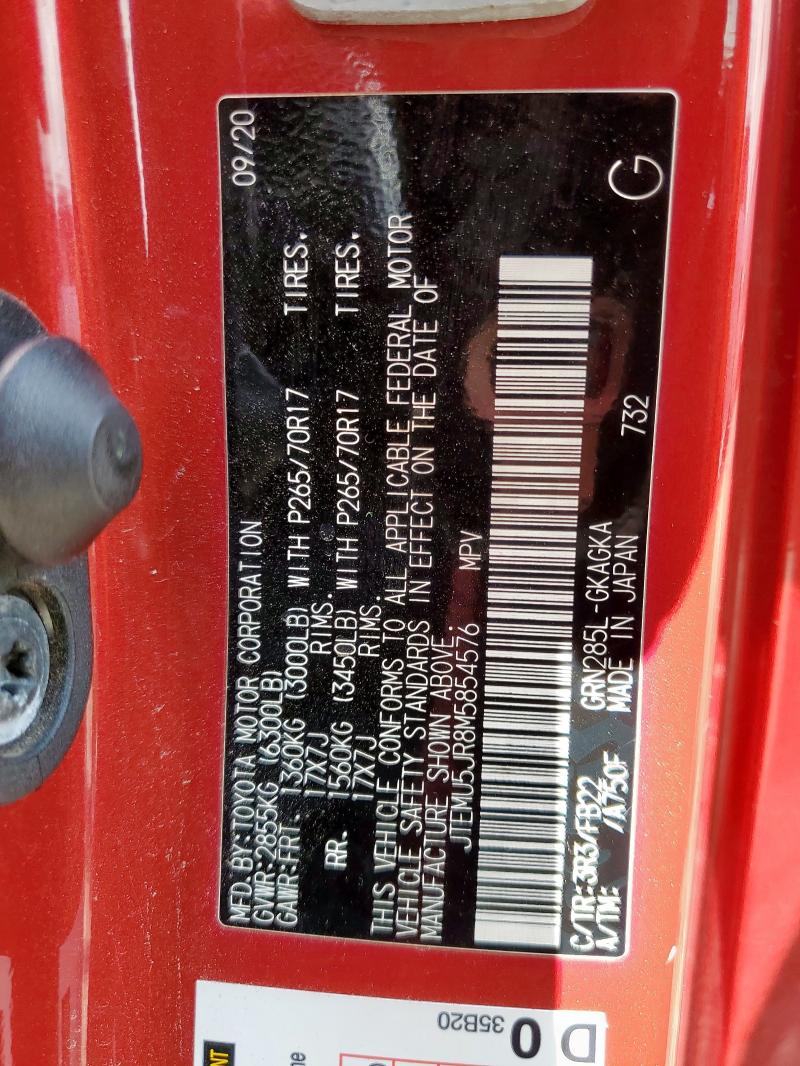 MFD.BY:TOYOTA MOTOR CORPORATION 09/20
GVWR:2855KG (6300LB)
GAWR:FRT. 1360KG (3000LB) WITH P265/70R17 TIRES.
17X7J RIMS.
RR. 1560KG (3450LB) WITH P265/70R17 TIRES.
17X7J RIMS.
THIS VEHICLE CONFORMS TO ALL APPLICABLE FEDERAL MOTOR
VEHICLE SAFETY STANDARDS IN EFFECT ON THE DATE OF
MANUFACTURE SHOWN ABOVE.
JTEMU5JR8M5854576 MPV
C/TR:3R3/FB22 GRN285L-GKAGKA 732 G
A/TM: /A750F MADE IN JAPAN
35B20
0
D